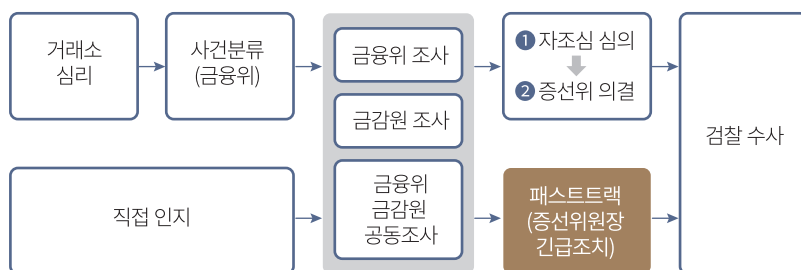 거래소
심리
사건분류
(금융위)
금융위 조사
금감원 조사
❶ 자조심 심의
❷ 증선위 의결
검찰 수사
직접 인지
금융위
금감원
공동조사
패스트트랙
(증선위원장
긴급조치)